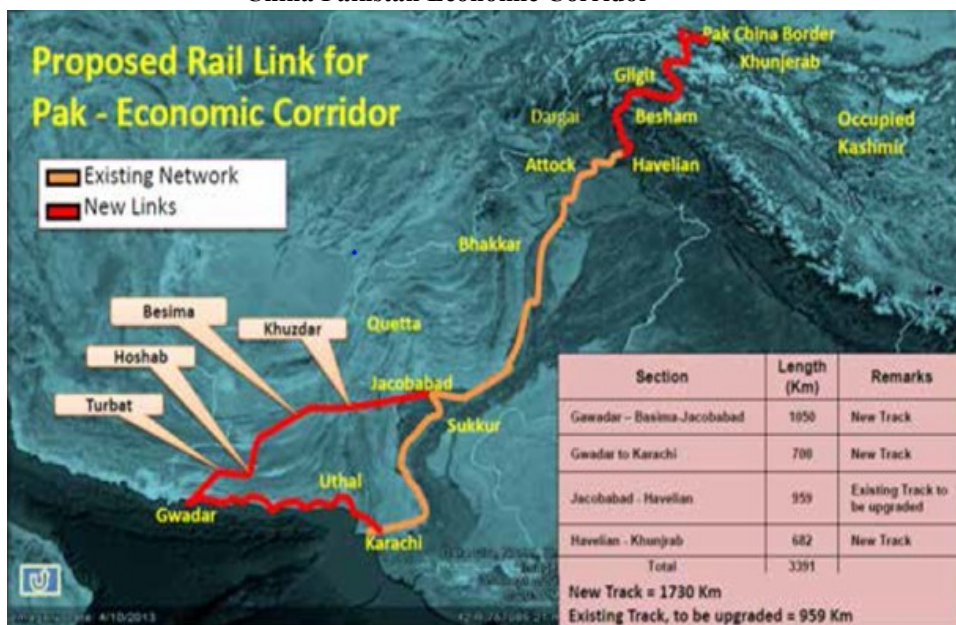 China Pakistan Economic Corridor
Proposed Rail Link for
Pak - Economic Corridor
Existing Network
New Links
Pak China Border
Khunjerab
Gilgit
Dargai
Besham
Occupied
Kashmir
Attock
Havelian
Bhakkar
Besima
Khuzdar
Quetta
Hoshab
Jacobabad
Turbat
Sukkur
Uthal
Gwadar
Karachi
Section Length (Km) Remarks
Gawadar – Basima-Jacobabad 1050 New Track
Gwadar to Karachi 700 New Track
Jacobabad - Havelian 959 Existing Track to be upgraded
Havelian - Khunjrab 682 New Track
Total 3391
New Track = 1730 Km
Existing Track, to be upgraded = 959 Km
4/10/2013